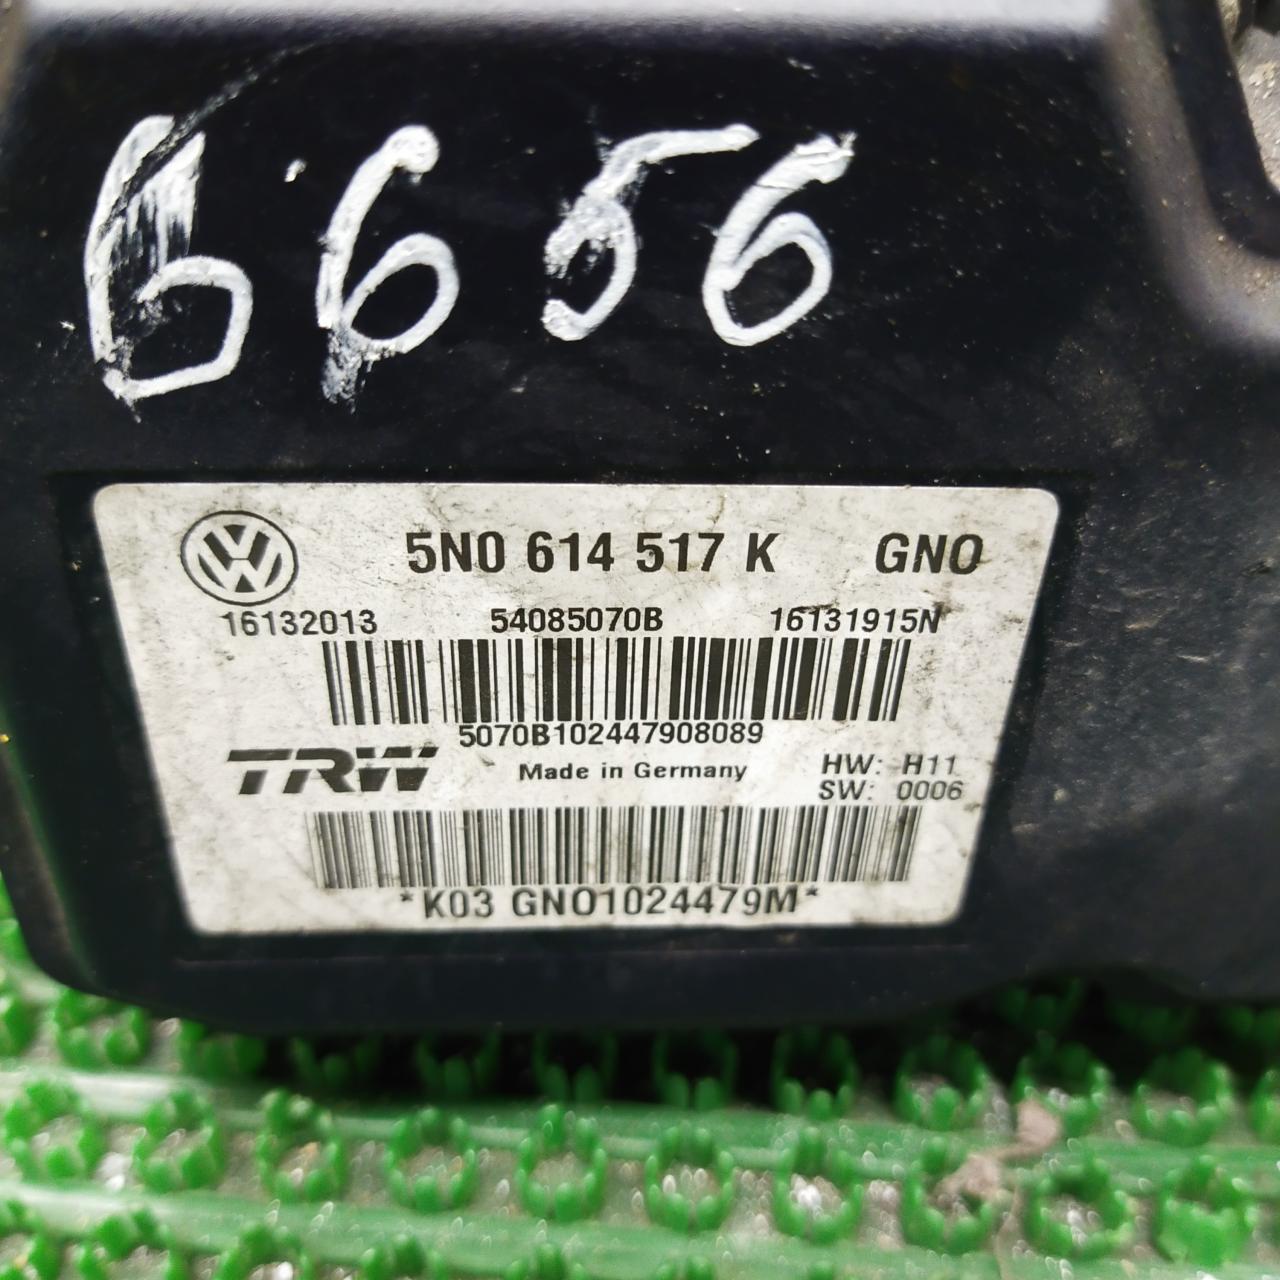 6656
5N0 614 517 K GNO
16132013 54085070B 16131915N
5070B102447908089
TRW Made in Germany HW: H11
SW: 0006
*K03 GNO1024479M*